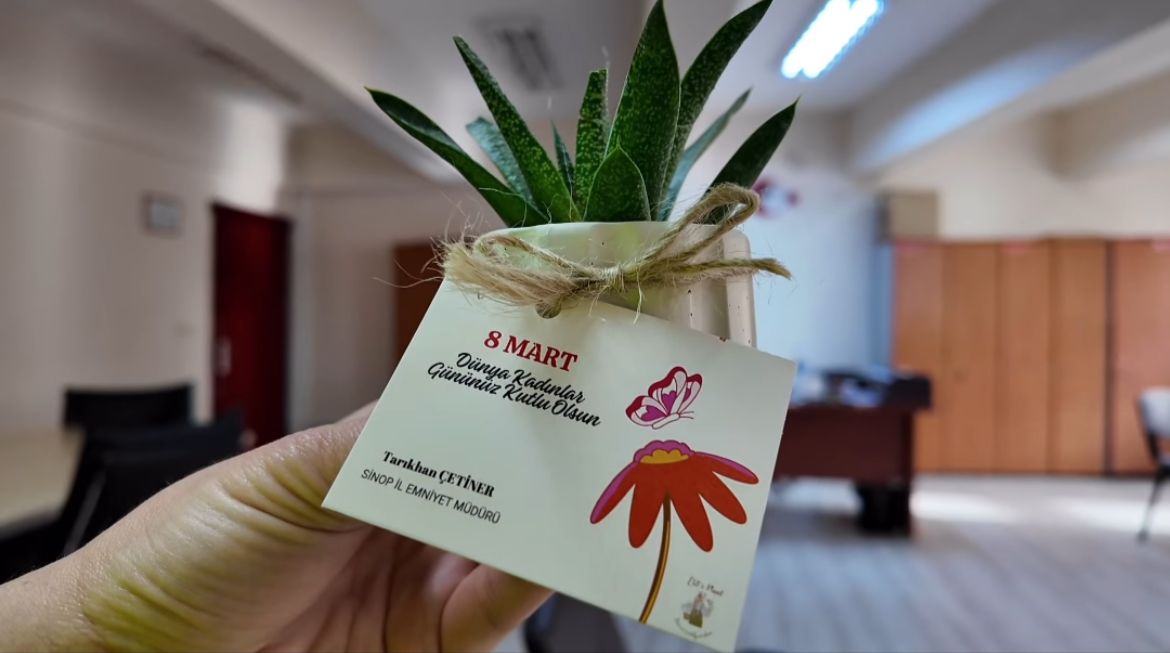 8 MART
Dünya Kadınlar
Gününüz Kutlu Olsun
Tarıkhan ÇETİNER
SİNOP İL EMNİYET MÜDÜRÜ